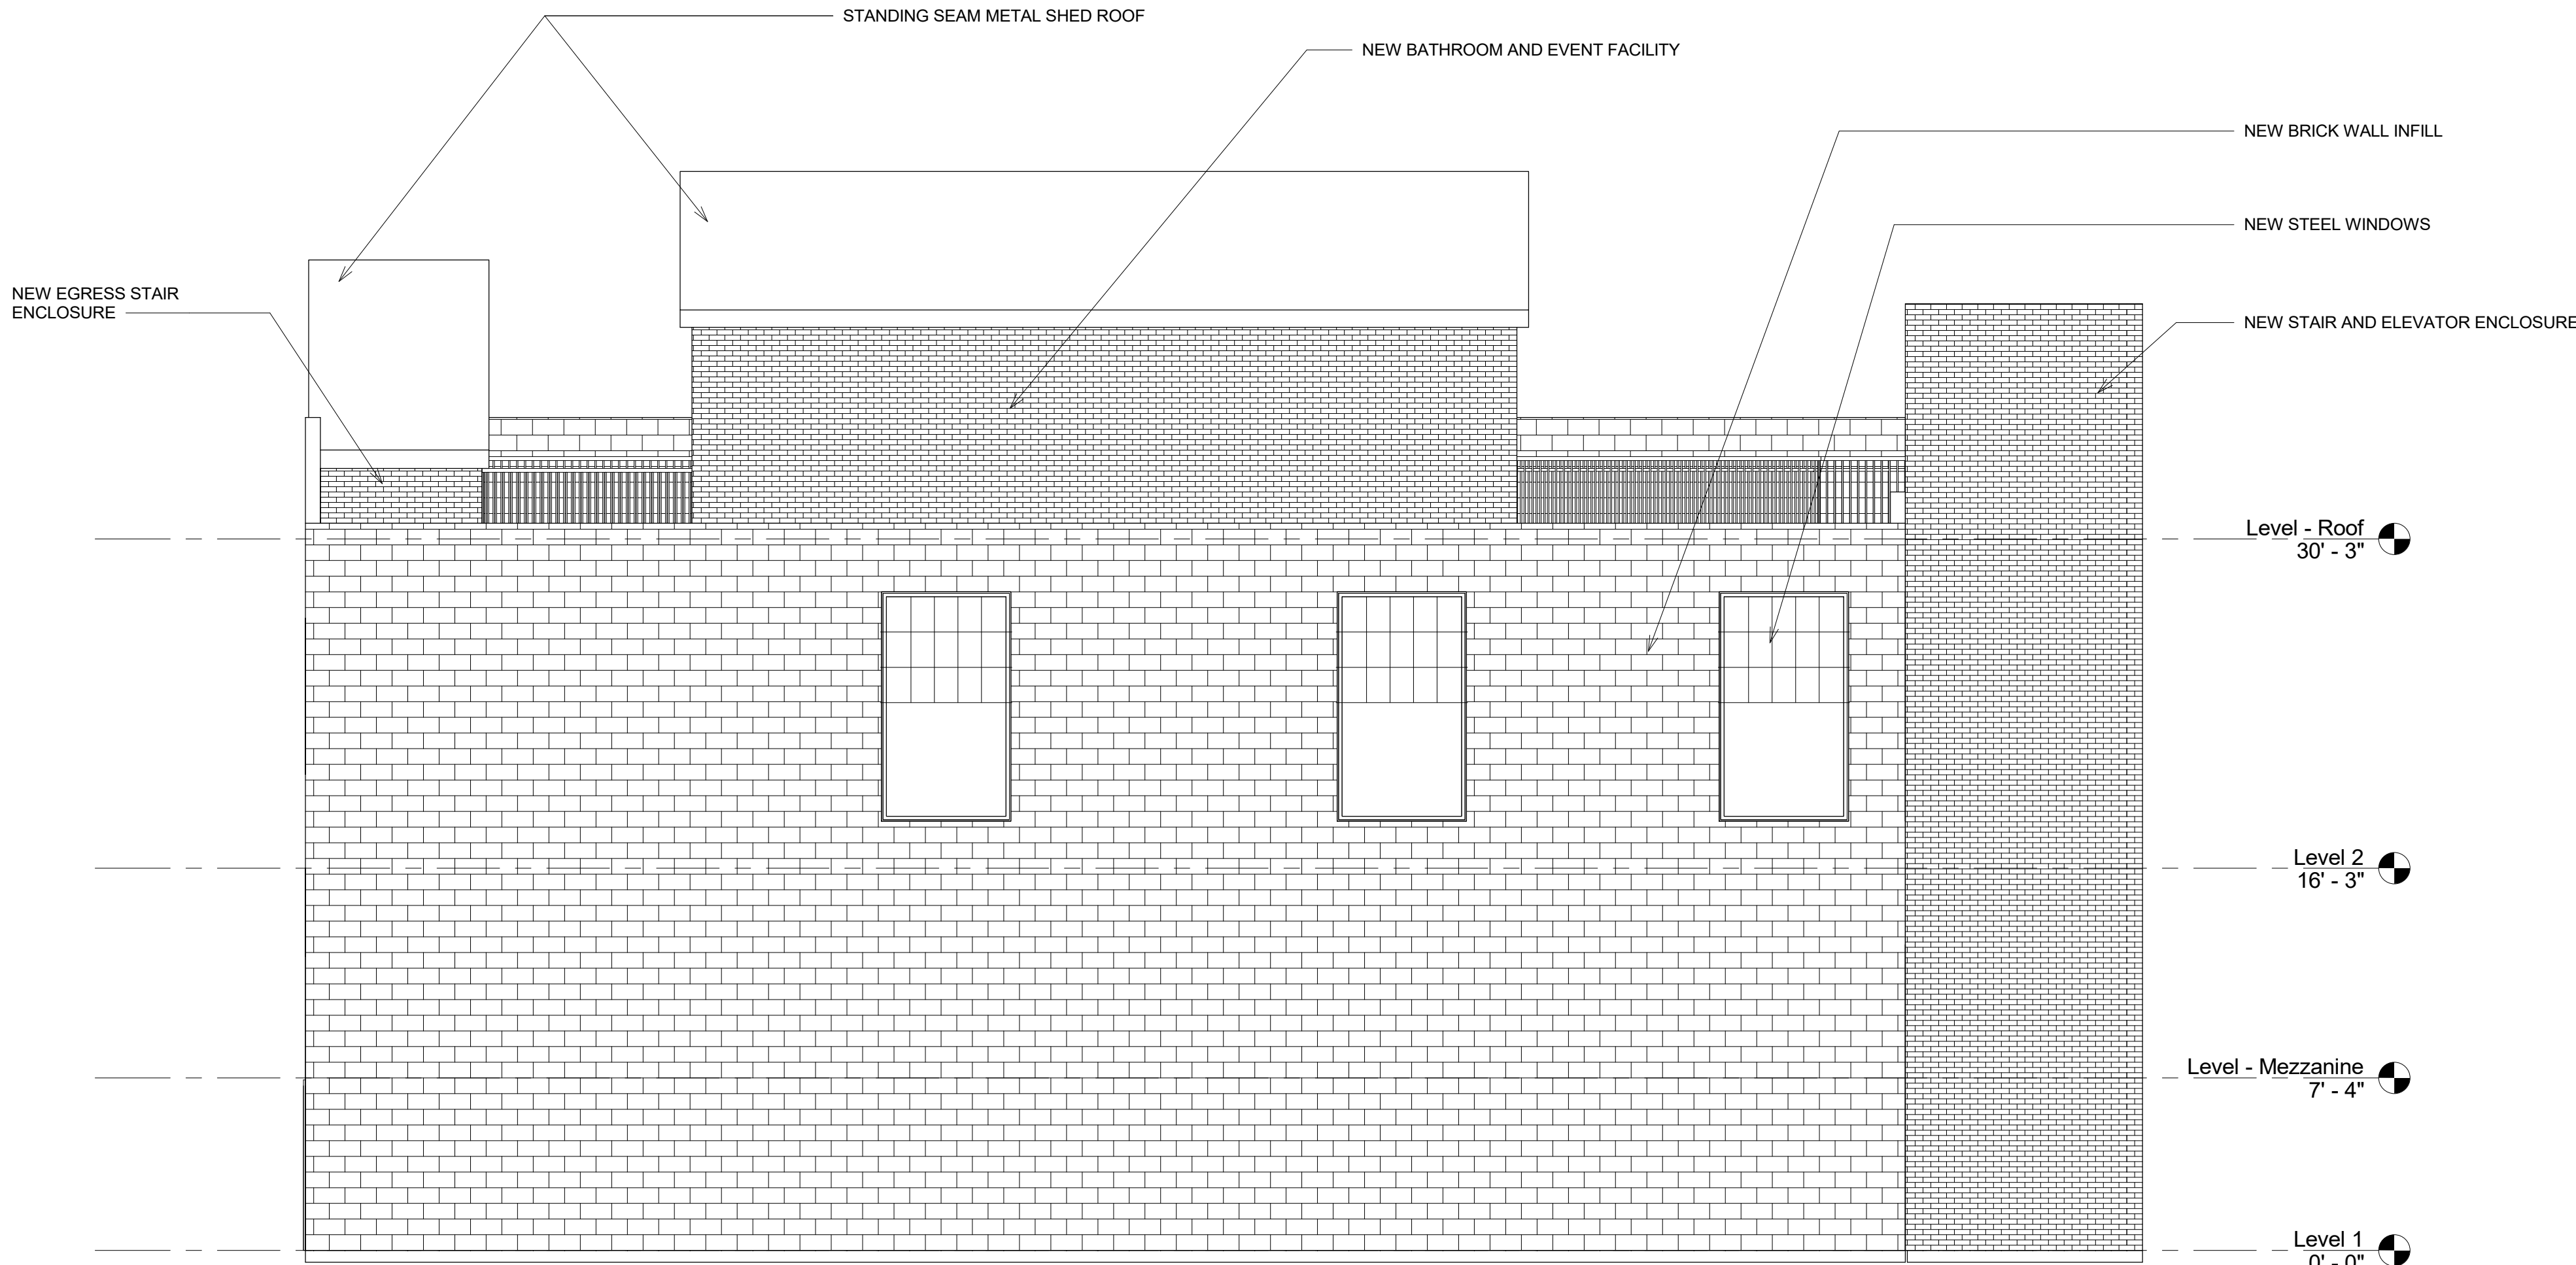 STANDING SEAM METAL SHED ROOF
NEW BATHROOM AND EVENT FACILITY
NEW BRICK WALL INFILL
NEW STEEL WINDOWS
NEW EGRESS STAIR
ENCLOSURE
NEW STAIR AND ELEVATOR ENCLOSURE
Level - Roof
30' - 3"
Level 2
16' - 3"
Level - Mezzanine
7' - 4"
Level 1
0' - 0"